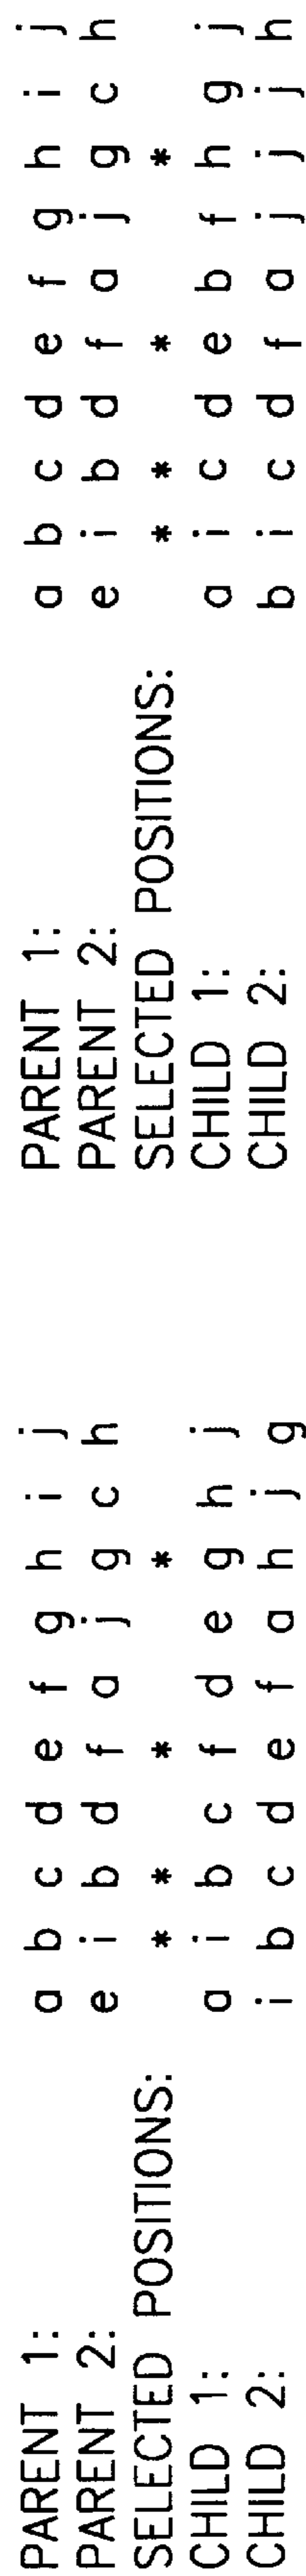 PARENT 1: a b c d e f g h i j
PARENT 2: e i b d f a j g c h
SELECTED POSITIONS: * * * *
CHILD 1: a i b c f d e g h j
CHILD 2: i b c d e f a h j g
PARENT 1: a b c d e f g h i j
PARENT 2: e i b d f a j g c h
SELECTED POSITIONS: * * * *
CHILD 1: a i c d e b f h g j
CHILD 2: b i c d f a j j j h